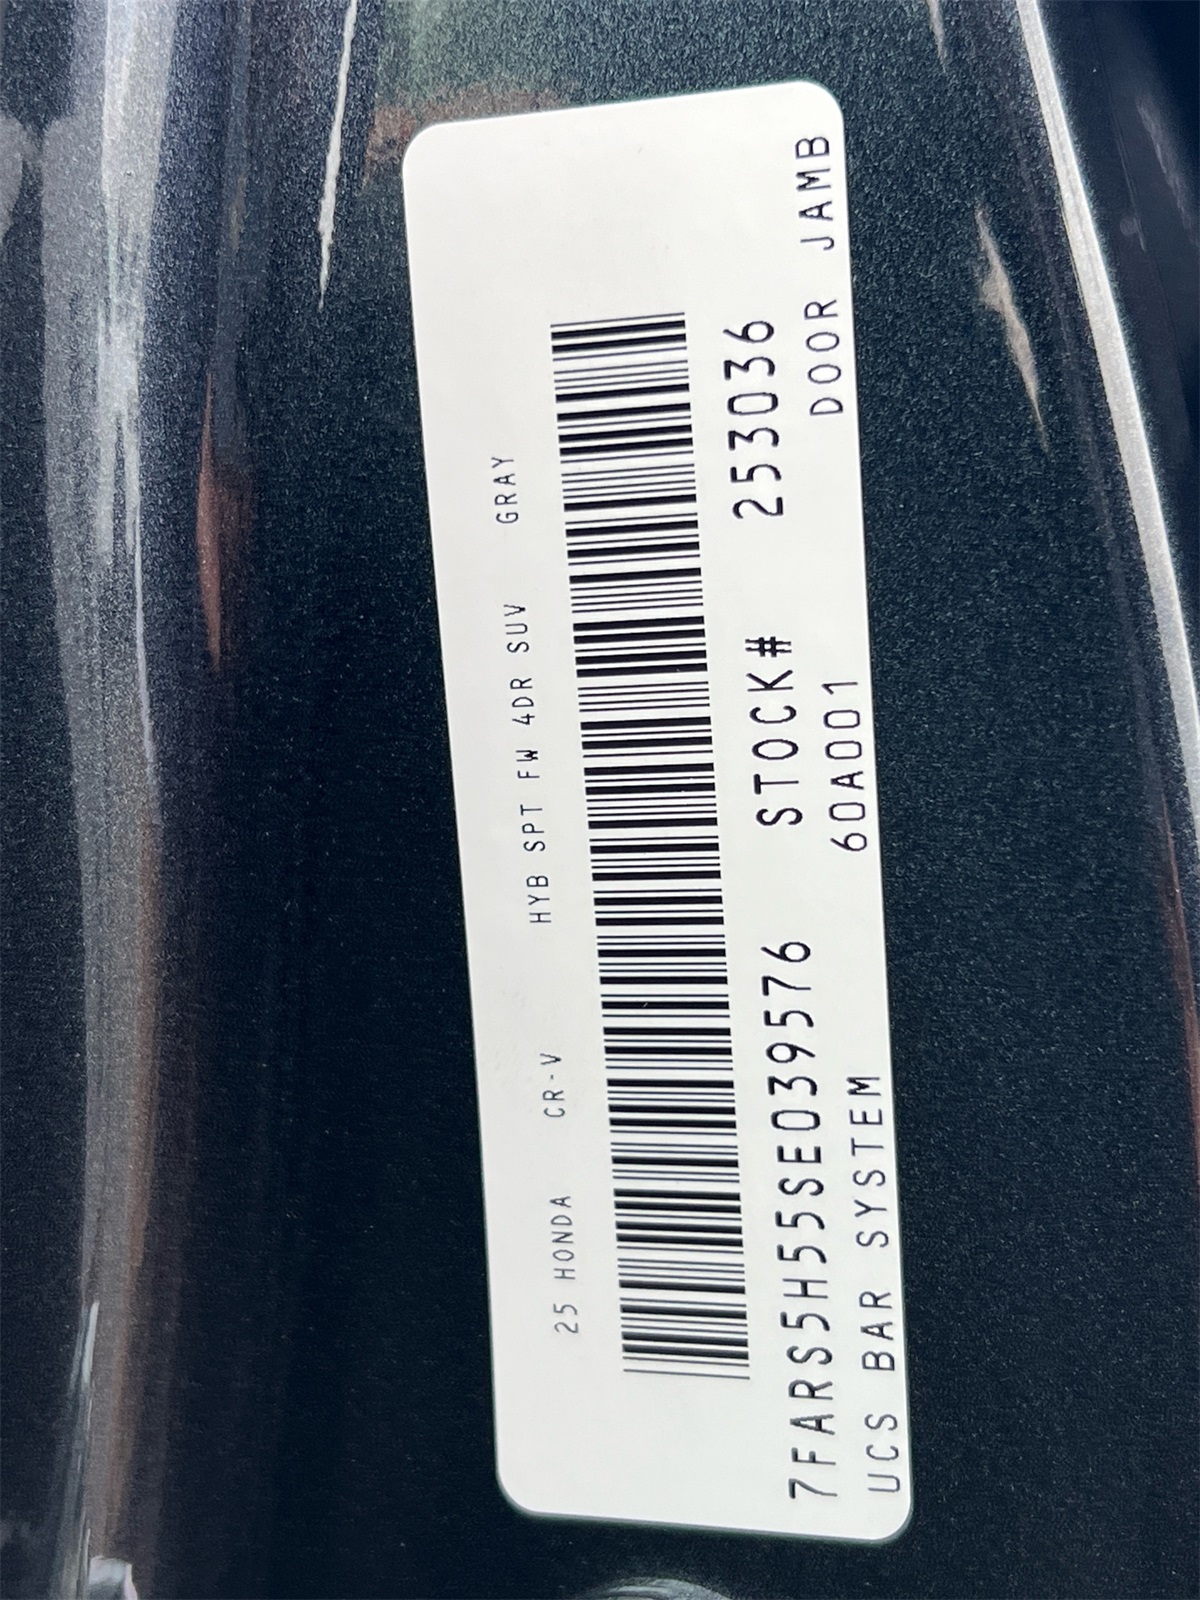 25 HONDA CR-V HYB SPT FW 4DR SUV GRAY
7FARS5H55SE039576 STOCK# 253036
UCS BAR SYSTEM 60A001 DOOR JAMB